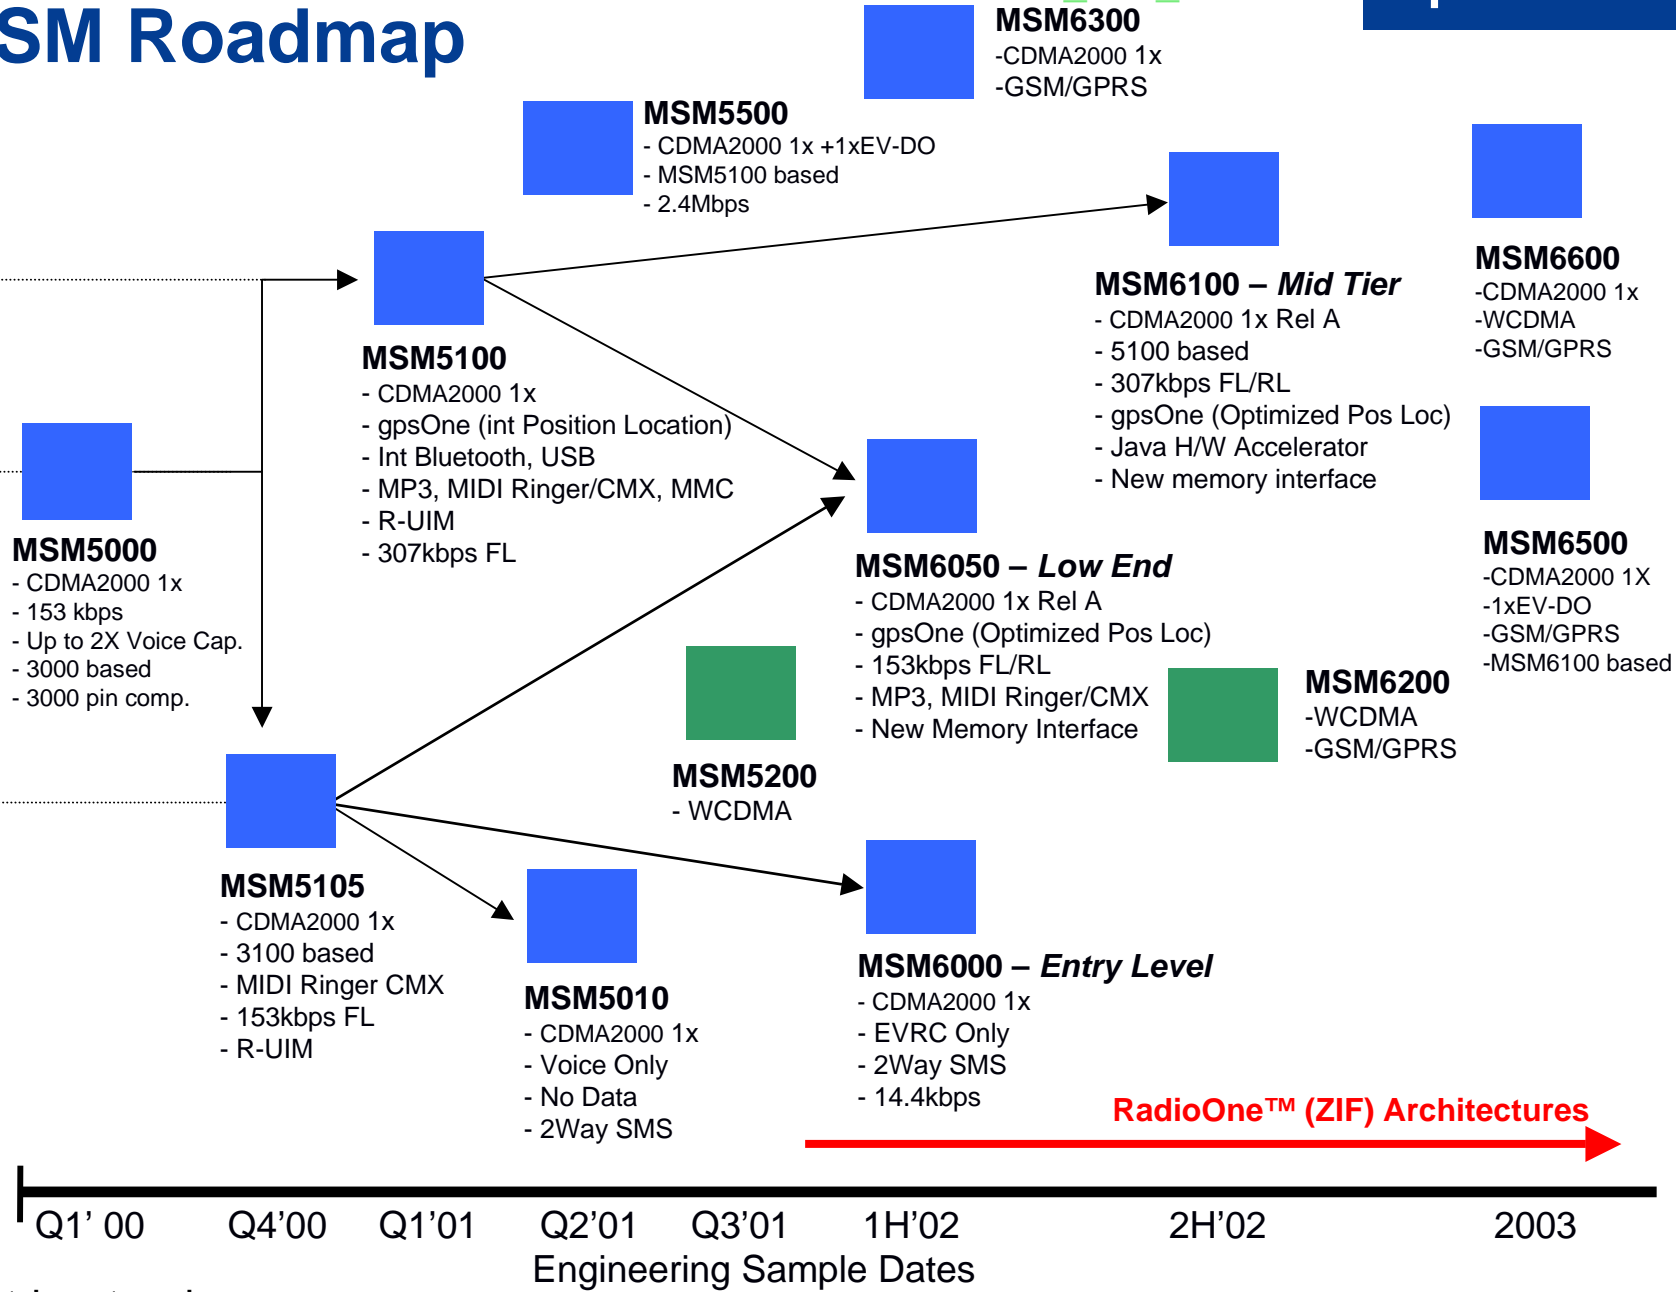 SM Roadmap
MSM6300
-CDMA2000 1x
-GSM/GPRS
MSM5500
- CDMA2000 1x +1xEV-DO
- MSM5100 based
- 2.4Mbps
MSM6600
-CDMA2000 1x
-WCDMA
-GSM/GPRS
MSM6100 – Mid Tier
- CDMA2000 1x Rel A
- 5100 based
- 307kbps FL/RL
- gpsOne (Optimized Pos Loc)
- Java H/W Accelerator
- New memory interface
MSM5100
- CDMA2000 1x
- gpsOne (int Position Location)
- Int Bluetooth, USB
- MP3, MIDI Ringer/CMX, MMC
- R-UIM
- 307kbps FL
MSM5000
- CDMA2000 1x
- 153 kbps
- Up to 2X Voice Cap.
- 3000 based
- 3000 pin comp.
MSM6050 – Low End
- CDMA2000 1x Rel A
- gpsOne (Optimized Pos Loc)
- 153kbps FL/RL
- MP3, MIDI Ringer/CMX
- New Memory Interface
MSM6500
-CDMA2000 1X
-1xEV-DO
-GSM/GPRS
-MSM6100 based
MSM6200
-WCDMA
-GSM/GPRS
MSM5200
- WCDMA
MSM5105
- CDMA2000 1x
- 3100 based
- MIDI Ringer CMX
- 153kbps FL
- R-UIM
MSM5010
- CDMA2000 1x
- Voice Only
- No Data
- 2Way SMS
MSM6000 – Entry Level
- CDMA2000 1x
- EVRC Only
- 2Way SMS
- 14.4kbps
RadioOne™ (ZIF) Architectures
Q1' 00 Q4'00 Q1'01 Q2'01 Q3'01 1H'02 2H'02 2003
Engineering Sample Dates